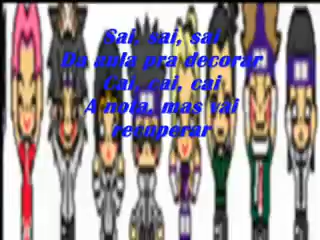 Sai, sai, sai
Da aula pra decorar
Cai, cai, cai
A nota, mas vai
recuperar